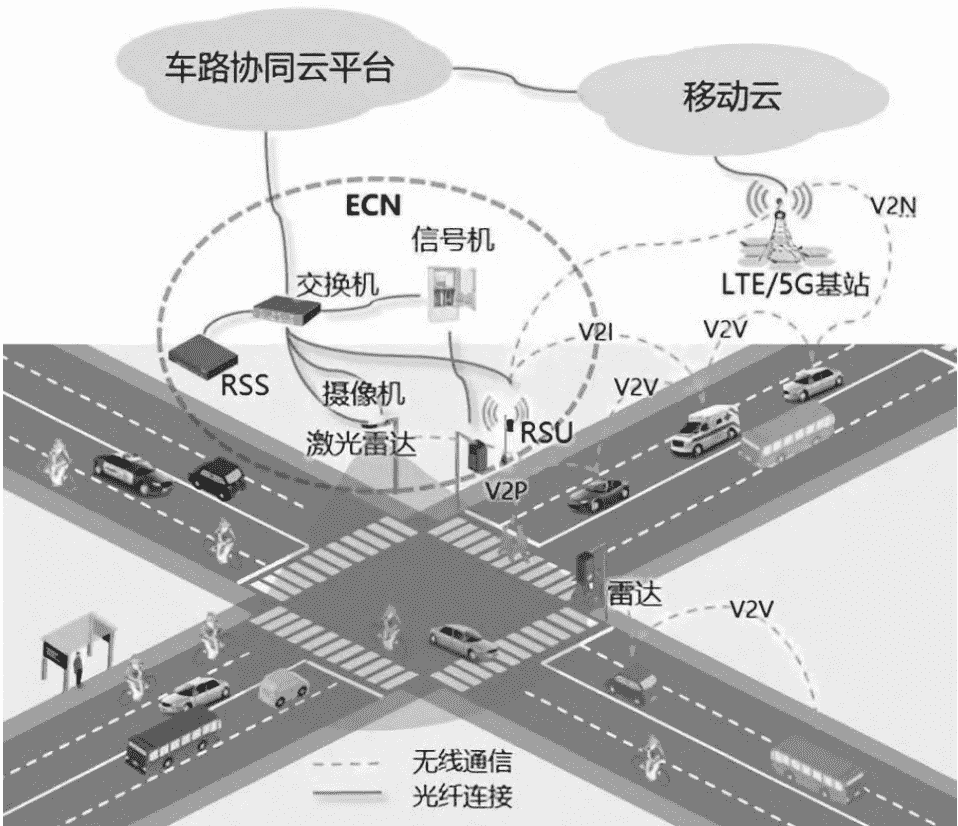 车路协同云平台
移动云
ECN
V2N
信号机
交换机
LTE/5G基站
V2I
V2V
RSS
摄像机
V2V
激光雷达
RSU
V2P
雷达
V2V
无线通信
光纤连接